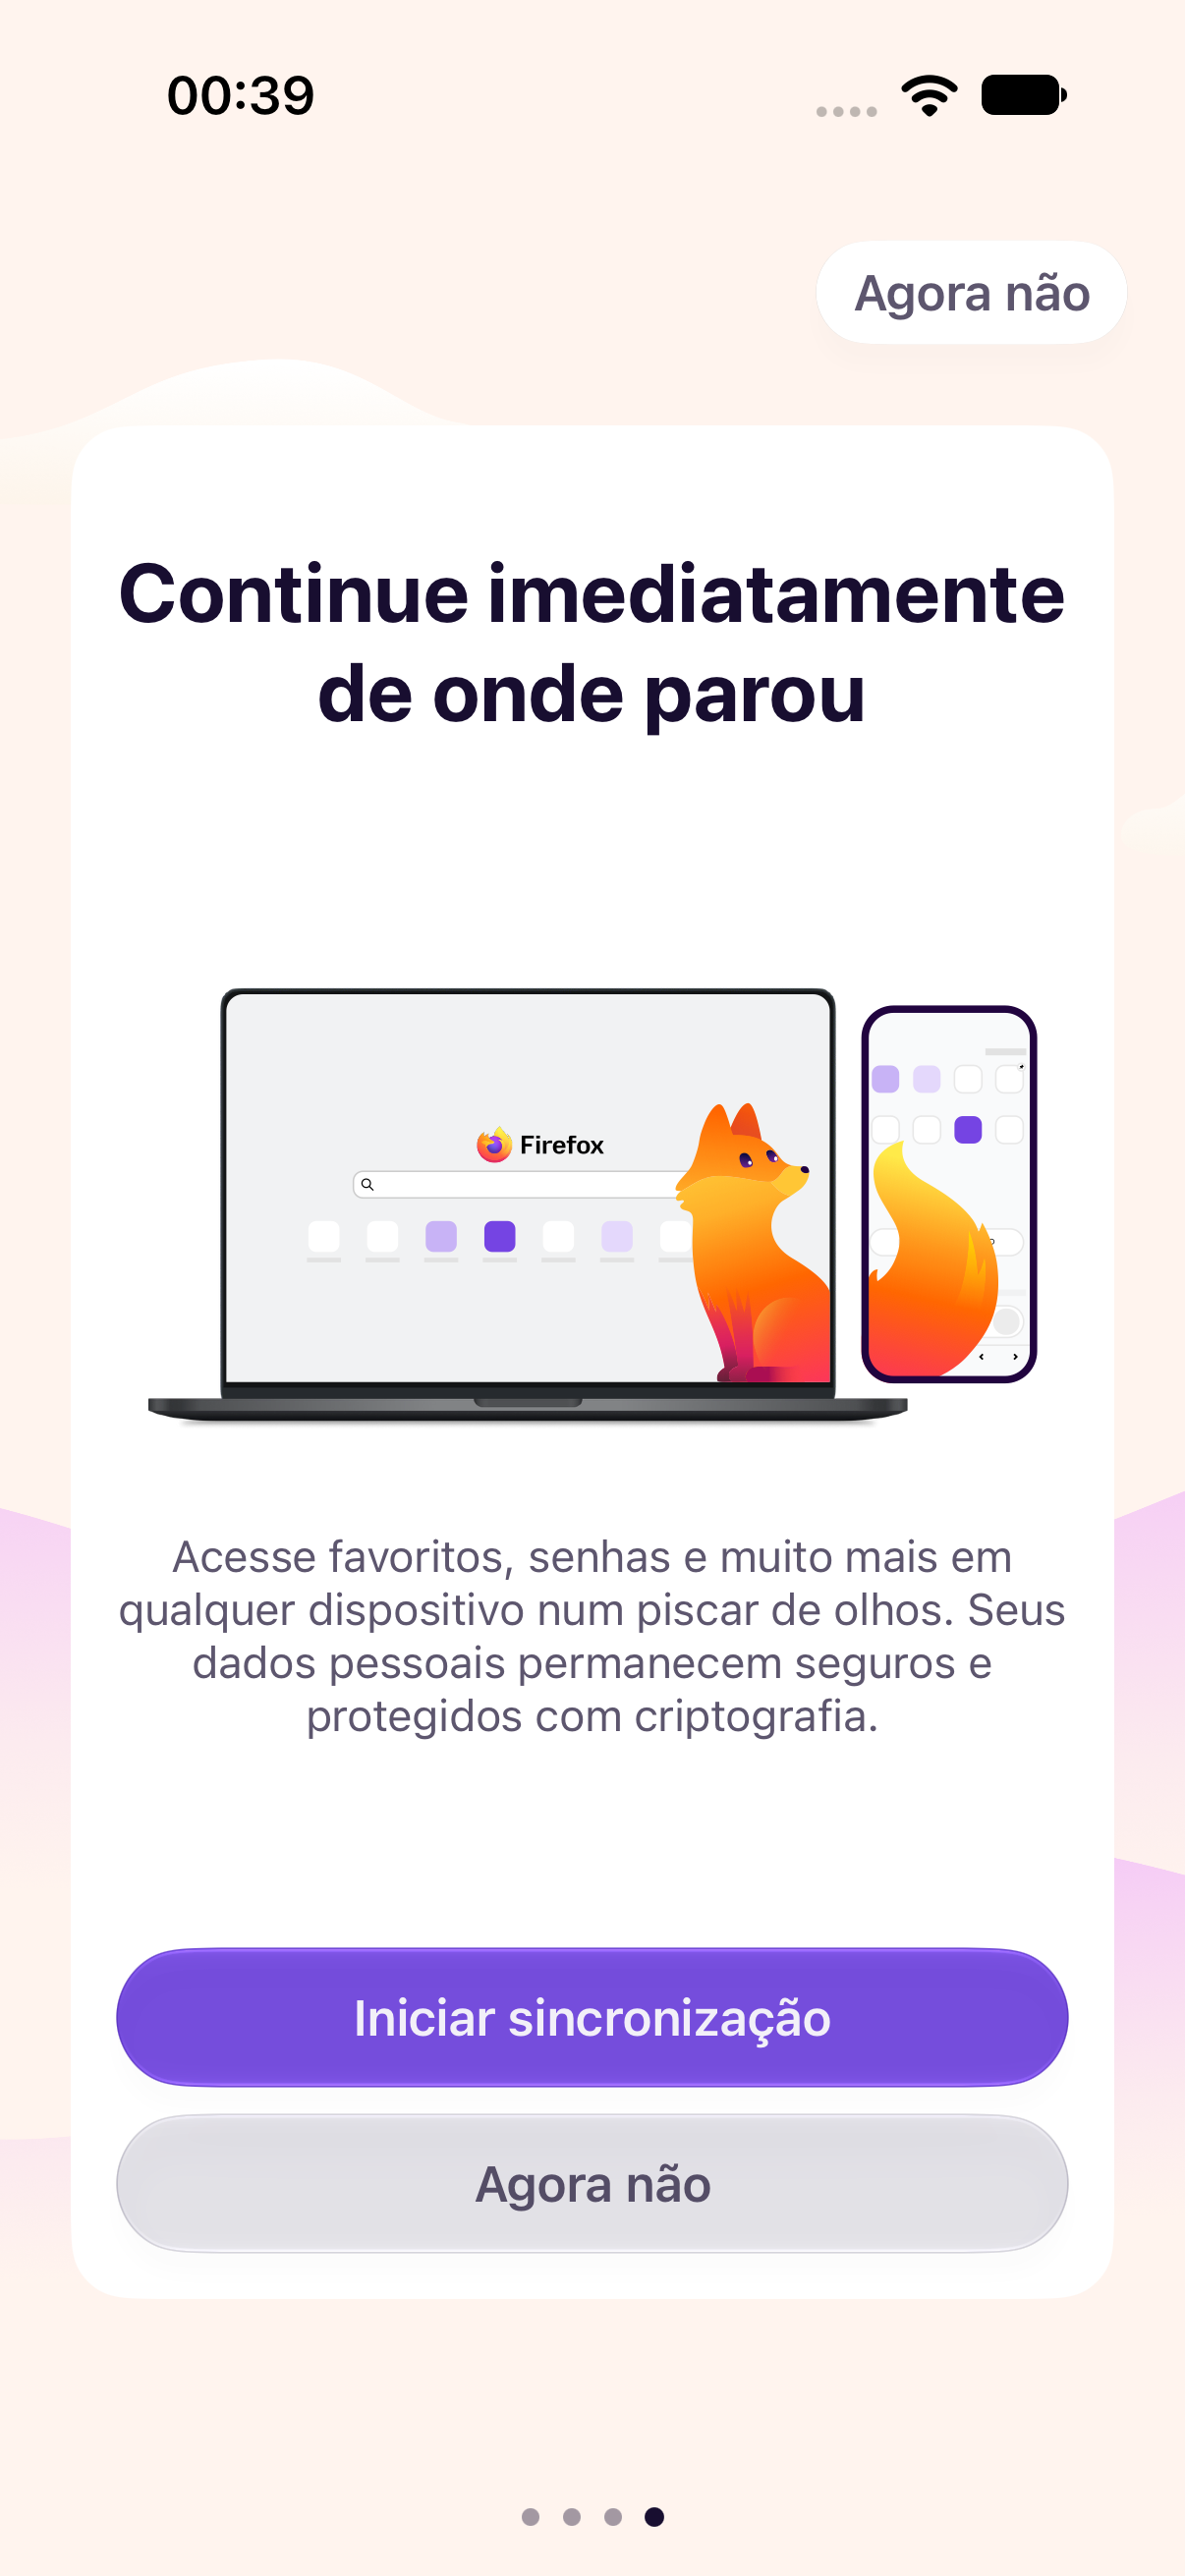 00:39
Agora não
Continue imediatamente
de onde parou
Firefox
Acesse favoritos, senhas e muito mais em
qualquer dispositivo num piscar de olhos. Seus
dados pessoais permanecem seguros e
protegidos com criptografia.
Iniciar sincronização
Agora não